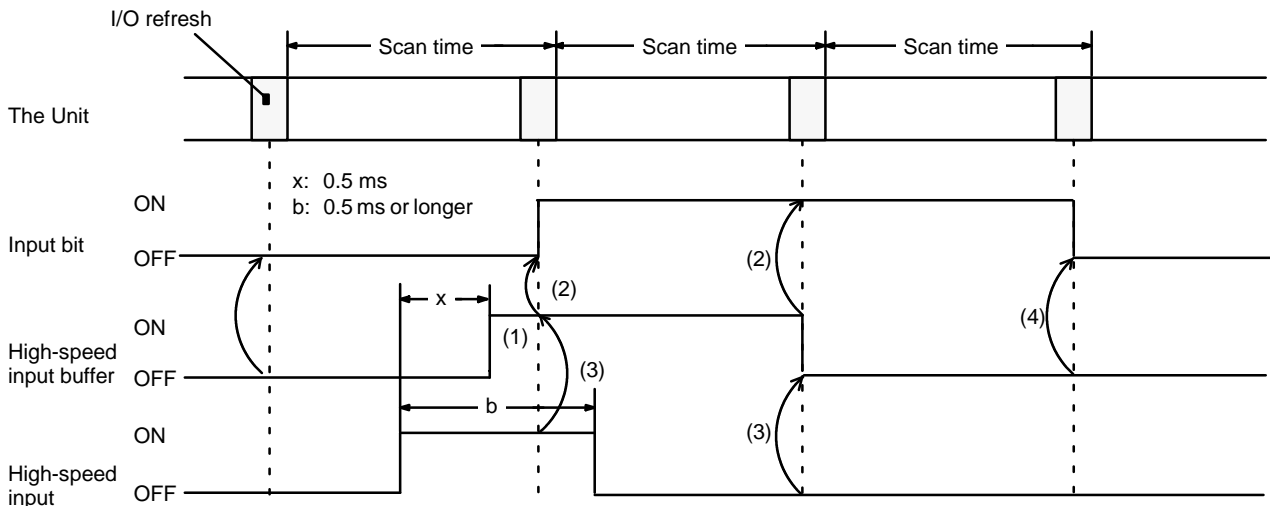 I/O refresh
Scan time
Scan time
Scan time
The Unit
x: 0.5 ms
b: 0.5 ms or longer
ON
Input bit
OFF
(2)
(2)
x
ON
(1)
(4)
High-speed
input buffer
OFF
(3)
b
ON
(3)
High-speed
input
OFF